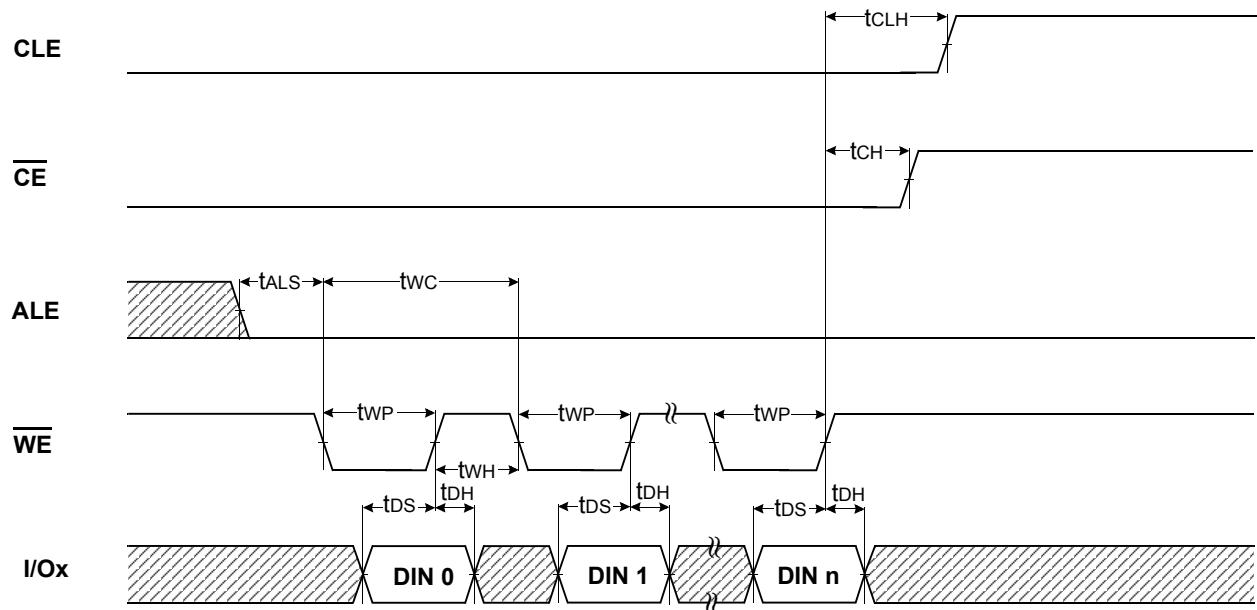 tCLH
CLE
CE
tCH
tALS
tWC
ALE
WE
tWP
tWP
tWP
tWH
tDS
tDH
tDS
tDH
tDS
tDH
I/Ox
DIN 0
DIN 1
DIN n